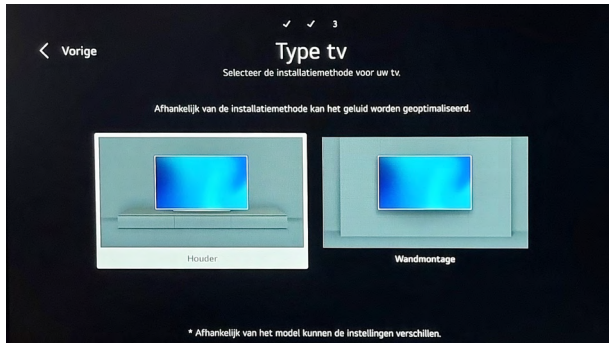 ✓ ✓ 3
Vorige
Type tv
Selecteer de installatiemethode voor uw tv.
Afhankelijk van de installatiemethode kan het geluid worden geoptimaliseerd.
Houder
Wandmontage
* Afhankelijk van het model kunnen de instellingen verschillen.